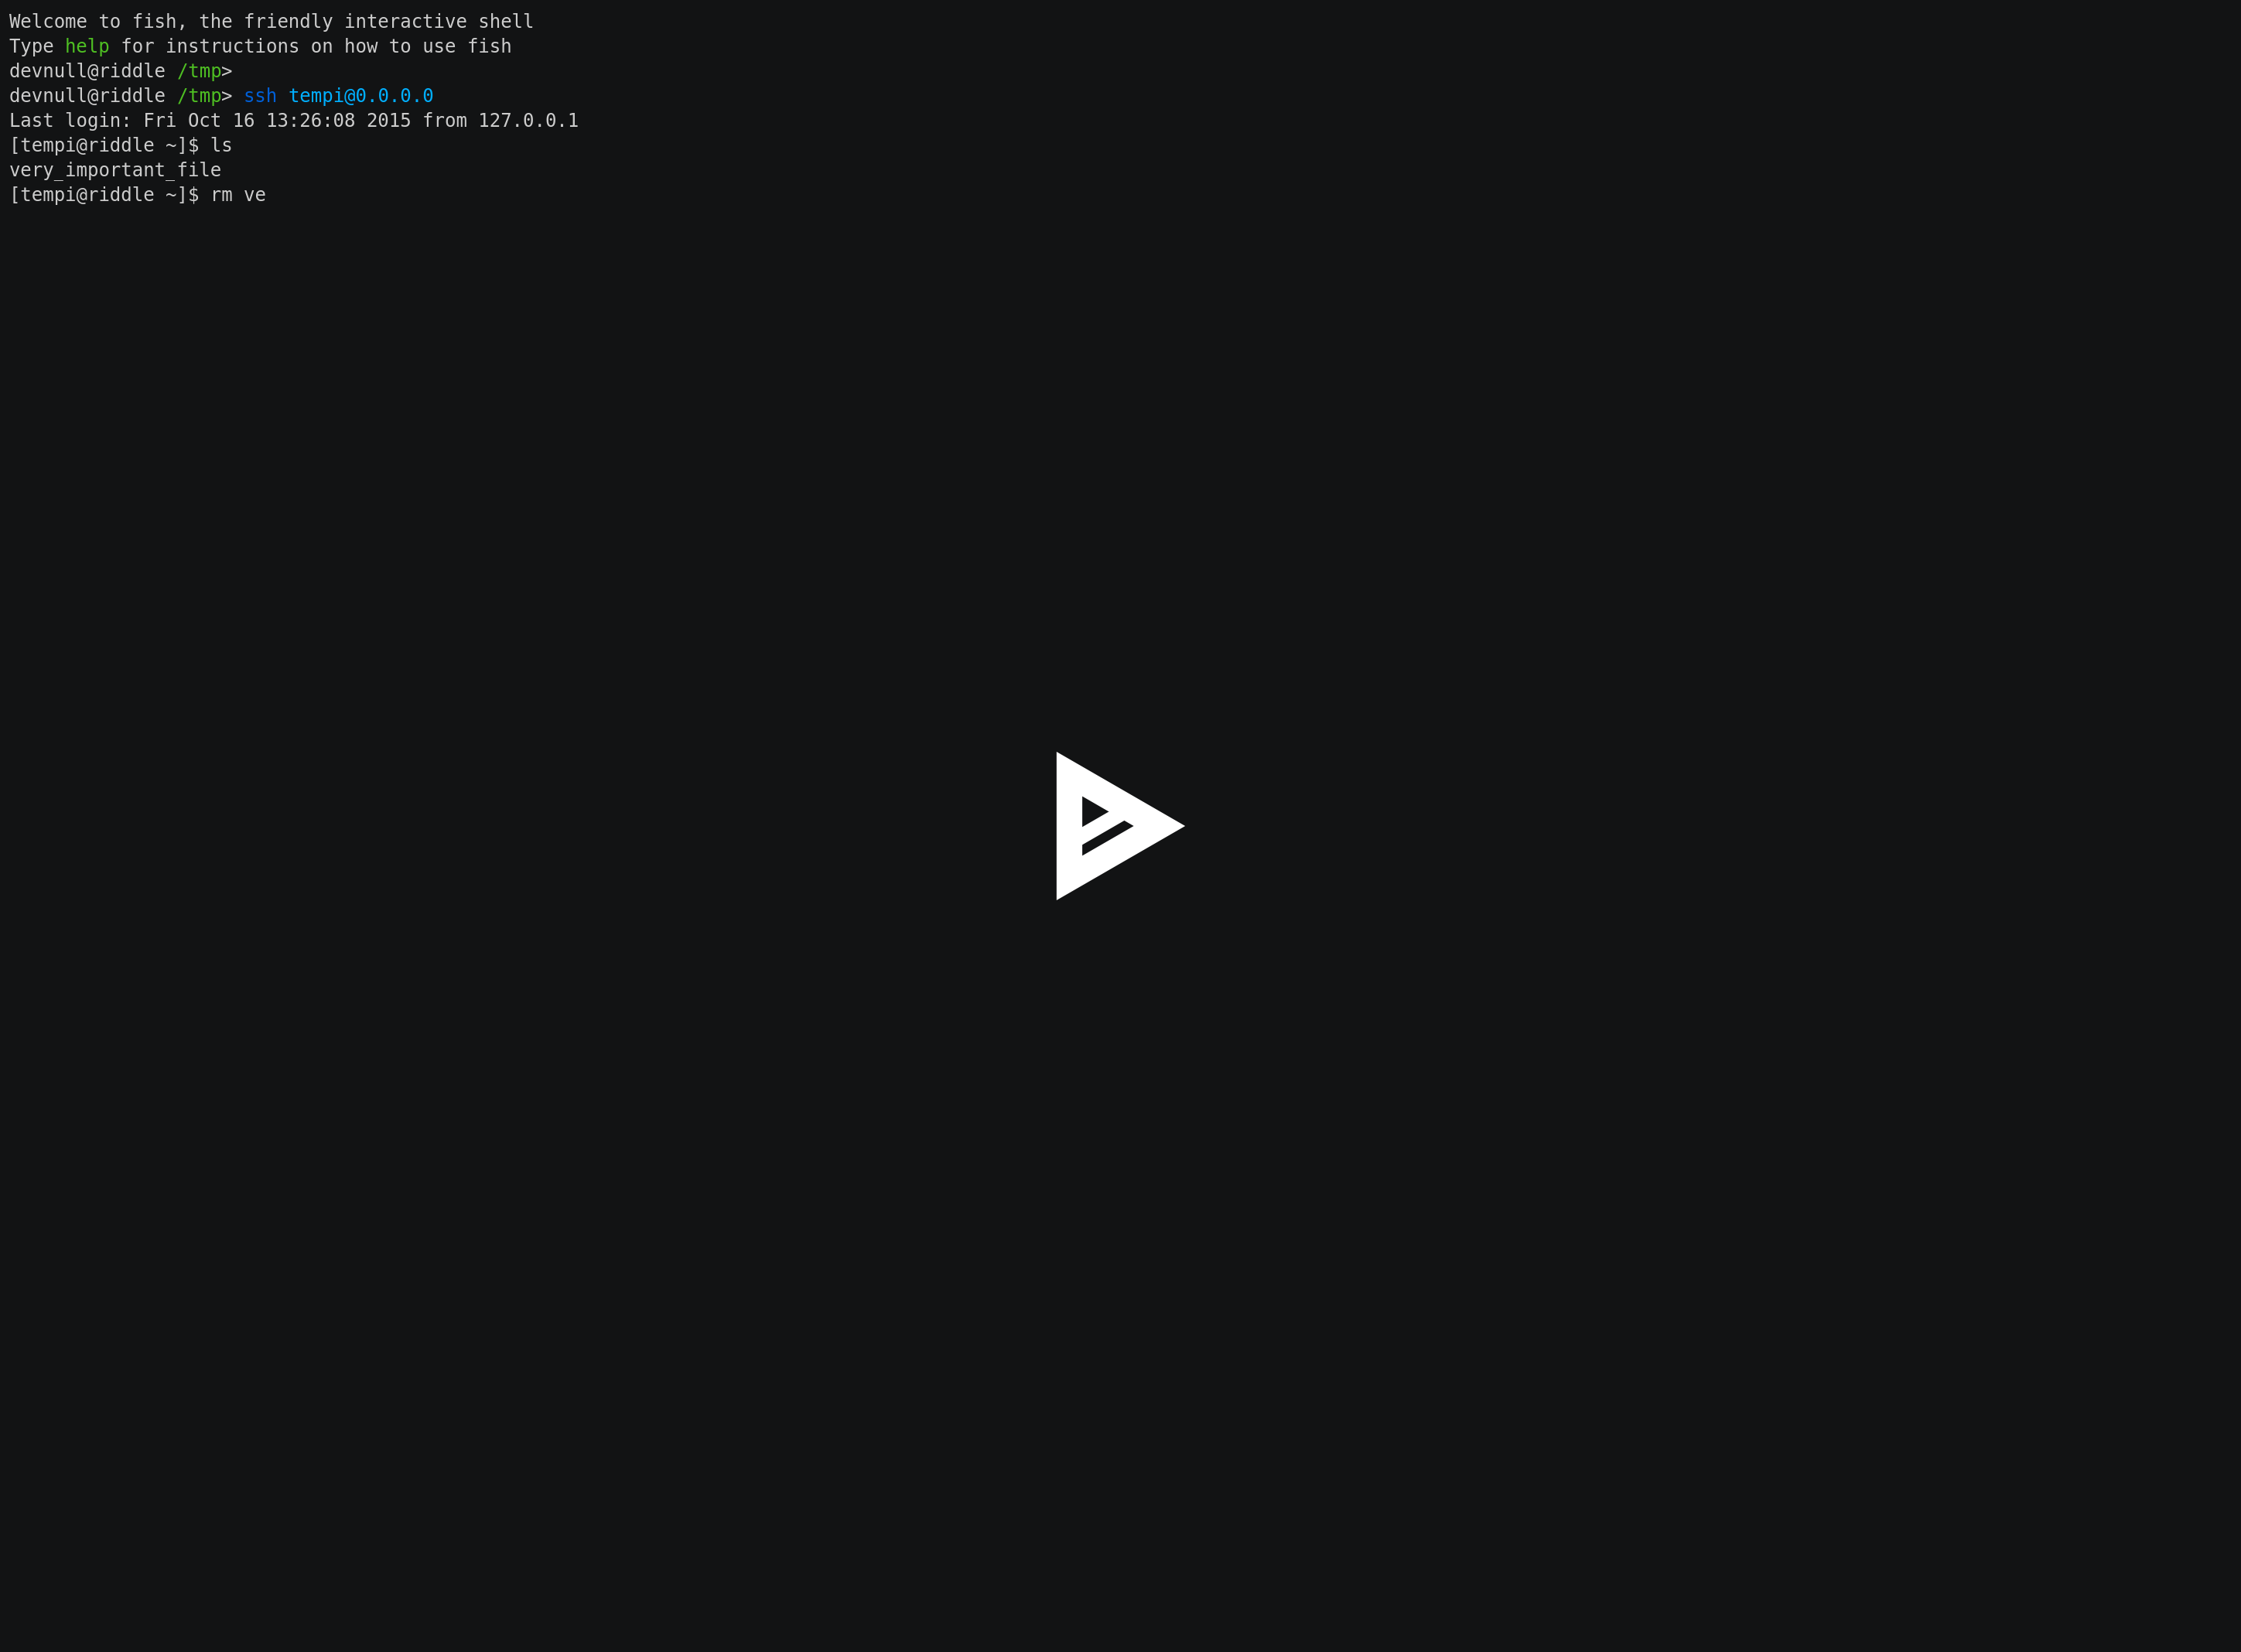 Welcome to fish, the friendly interactive shell
Type help for instructions on how to use fish
devnull@riddle /tmp>
devnull@riddle /tmp> ssh tempi@0.0.0.0
Last login: Fri Oct 16 13:26:08 2015 from 127.0.0.1
[tempi@riddle ~]$ ls
very_important_file
[tempi@riddle ~]$ rm ve